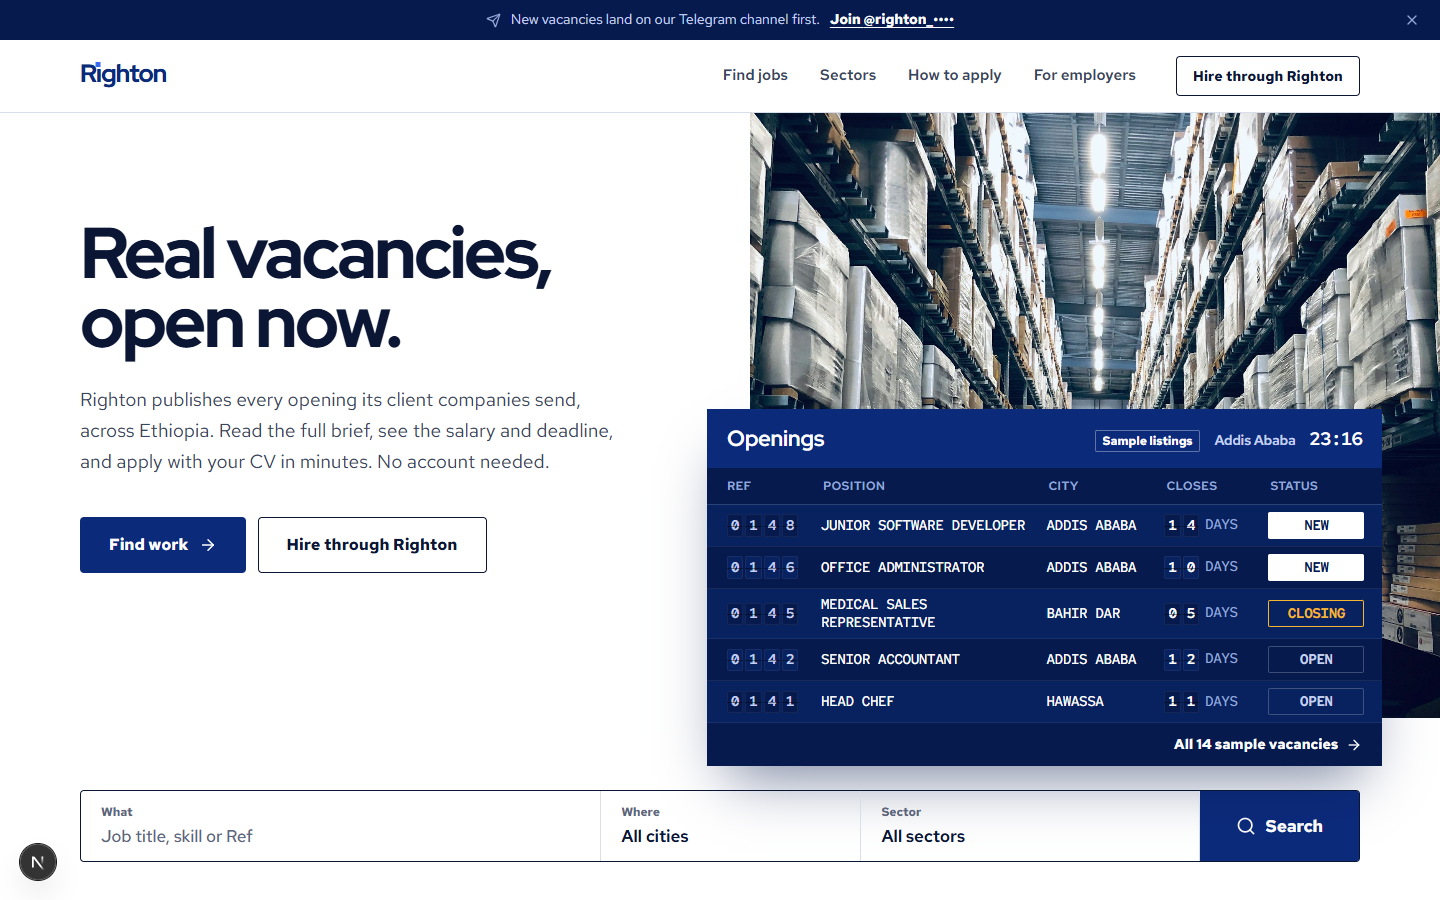 New vacancies land on our Telegram channel first. Join @righton_••••
Righton
Find jobs
Sectors
How to apply
For employers
Hire through Righton
Real vacancies,
open now.
Righton publishes every opening its client companies send,
across Ethiopia. Read the full brief, see the salary and deadline,
and apply with your CV in minutes. No account needed.
Find work
Hire through Righton
Openings
Sample listings
Addis Ababa 23:16
REF POSITION CITY CLOSES STATUS
0148 JUNIOR SOFTWARE DEVELOPER ADDIS ABABA 14 DAYS NEW
0146 OFFICE ADMINISTRATOR ADDIS ABABA 10 DAYS NEW
0145 MEDICAL SALES REPRESENTATIVE BAHIR DAR 05 DAYS CLOSING
0142 SENIOR ACCOUNTANT ADDIS ABABA 12 DAYS OPEN
0141 HEAD CHEF HAWASSA 11 DAYS OPEN
All 14 sample vacancies
What
Job title, skill or Ref
Where
All cities
Sector
All sectors
Search
N